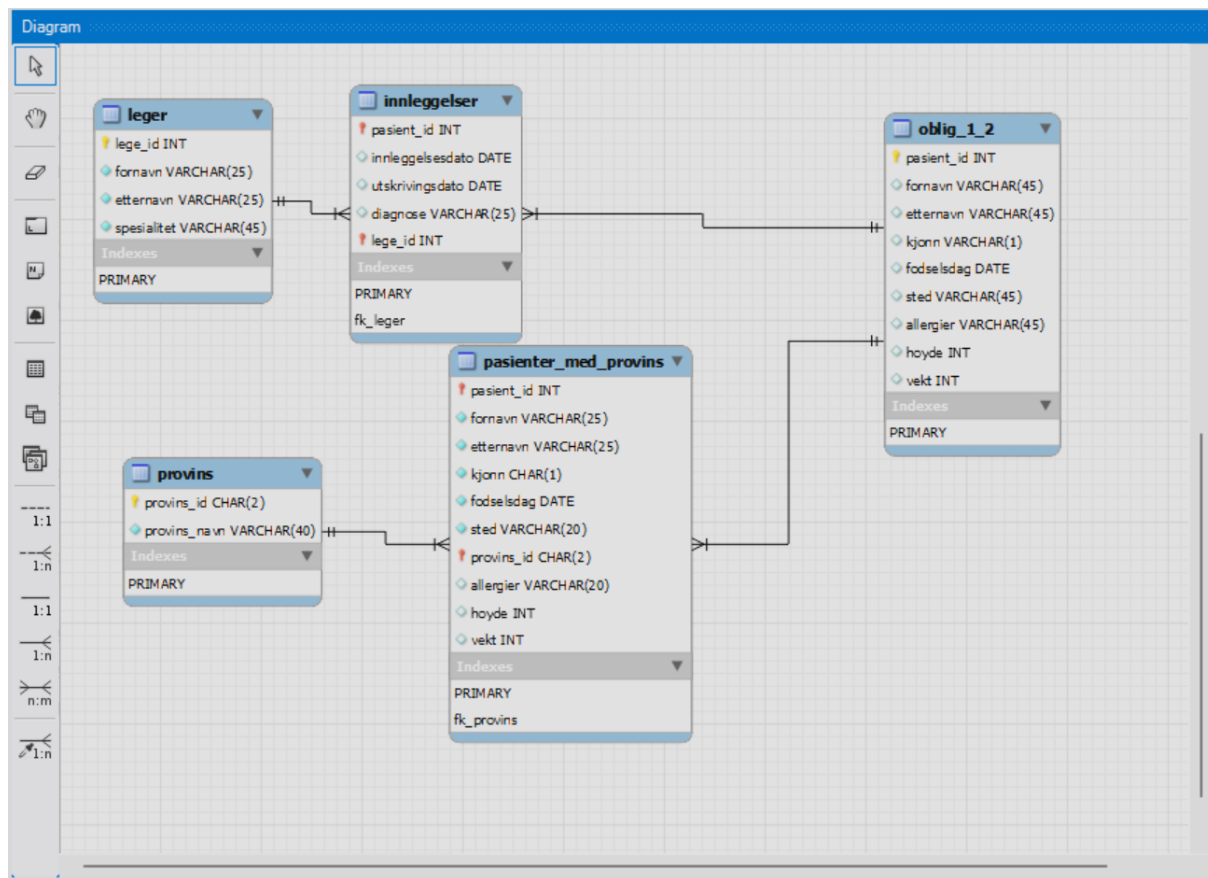 Diagram
leger
lege_id INT
fornavn VARCHAR(25)
etternavn VARCHAR(25)
spesialitet VARCHAR(45)
Indexes
PRIMARY
innleggelser
pasient_id INT
innleggelsesdato DATE
utskrivingsdato DATE
diagnose VARCHAR(25)
lege_id INT
Indexes
PRIMARY
fk_leger
oblig_1_2
pasient_id INT
fornavn VARCHAR(45)
etternavn VARCHAR(45)
kjonn VARCHAR(1)
fodselsdag DATE
sted VARCHAR(45)
allergier VARCHAR(45)
hoyde INT
vekt INT
Indexes
PRIMARY
pasienter_med_provins
pasient_id INT
fornavn VARCHAR(25)
etternavn VARCHAR(25)
kjonn CHAR(1)
fodselsdag DATE
sted VARCHAR(20)
provins_id CHAR(2)
allergier VARCHAR(20)
hoyde INT
vekt INT
Indexes
PRIMARY
fk_provins
provins
provins_id CHAR(2)
provins_navn VARCHAR(40)
Indexes
PRIMARY
1:1
1:n
1:1
1:n
n:m
1:n